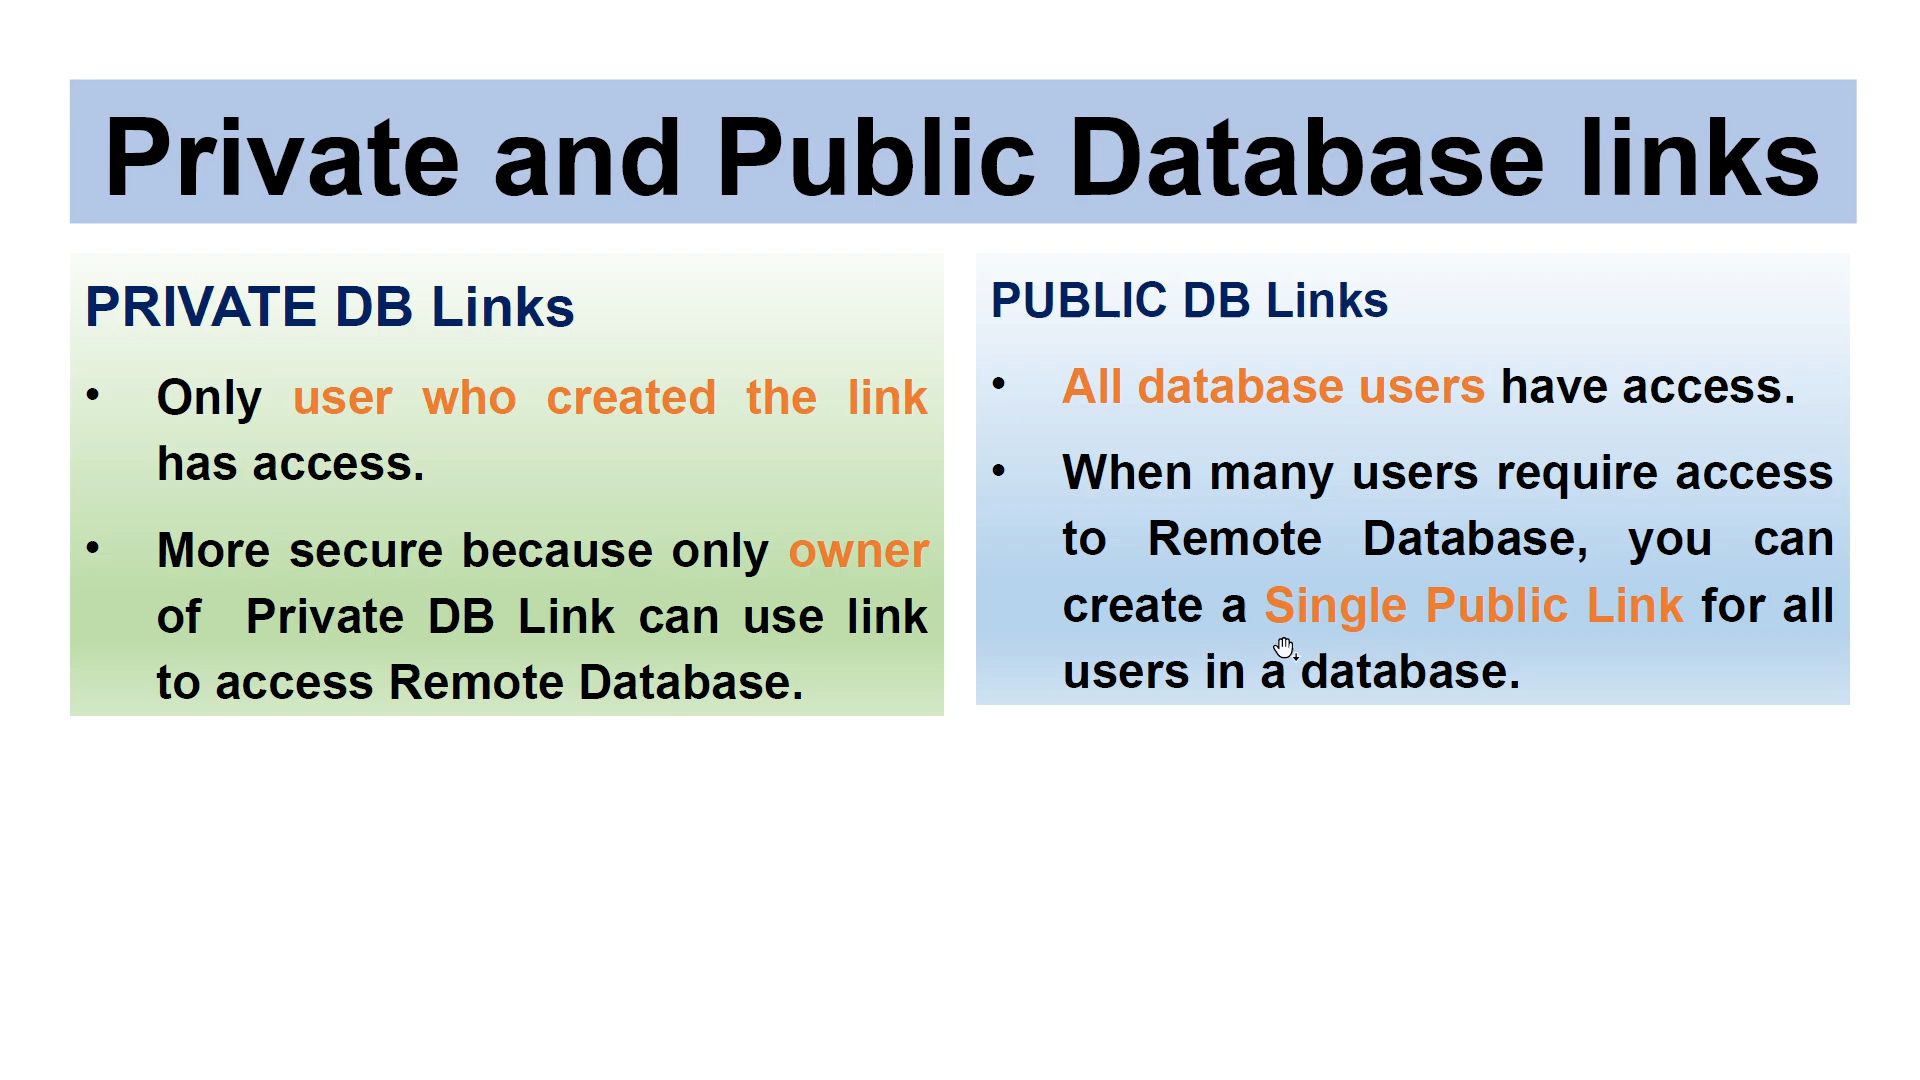 Private and Public Database links
PRIVATE DB Links
• Only user who created the link
has access.
• More secure because only owner
of Private DB Link can use link
to access Remote Database.
PUBLIC DB Links
• All database users have access.
• When many users require access
to Remote Database, you can
create a Single Public Link for all
users in a database.